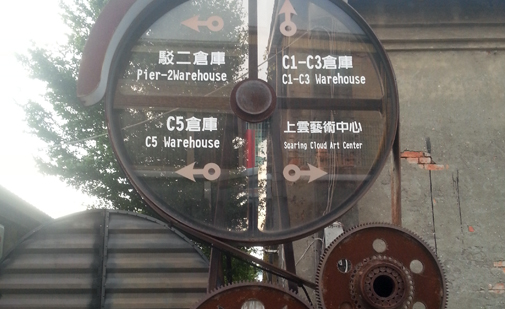 駁二倉庫
Pier-2Warehouse
C1-C3倉庫
C1-C3 Warehouse
C5倉庫
C5 Warehouse
上雲藝術中心
Soaring Cloud Art Center